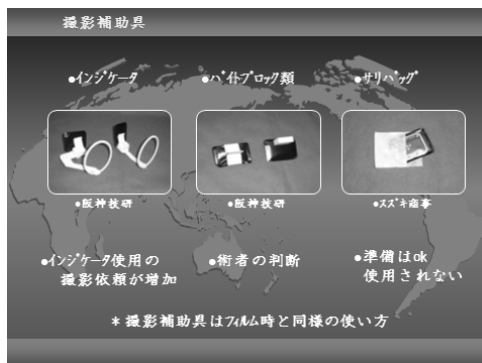 撮影補助具
●インジケータ
●バイトブロック類
●サリバッグ
●阪神技研
●阪神技研
●スズキ商事
●インジケータ使用の
撮影依頼が増加
●術者の判断
●準備はok
使用されない
＊撮影補助具はフィルム時と同様の使い方